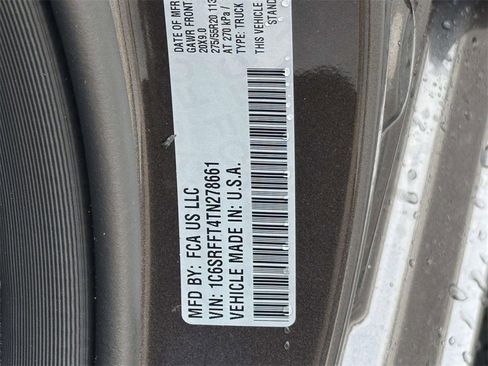 DATE OF MFR
GAWR FRONT
20X9.0
275/55R20 113
AT 270 kPa /
TYPE: TRUCK
THIS VEHICLE
STAND
MFD BY: FCA US LLC
VIN: 1C6SRFFT4TN278661
VEHICLE MADE IN: U.S.A.